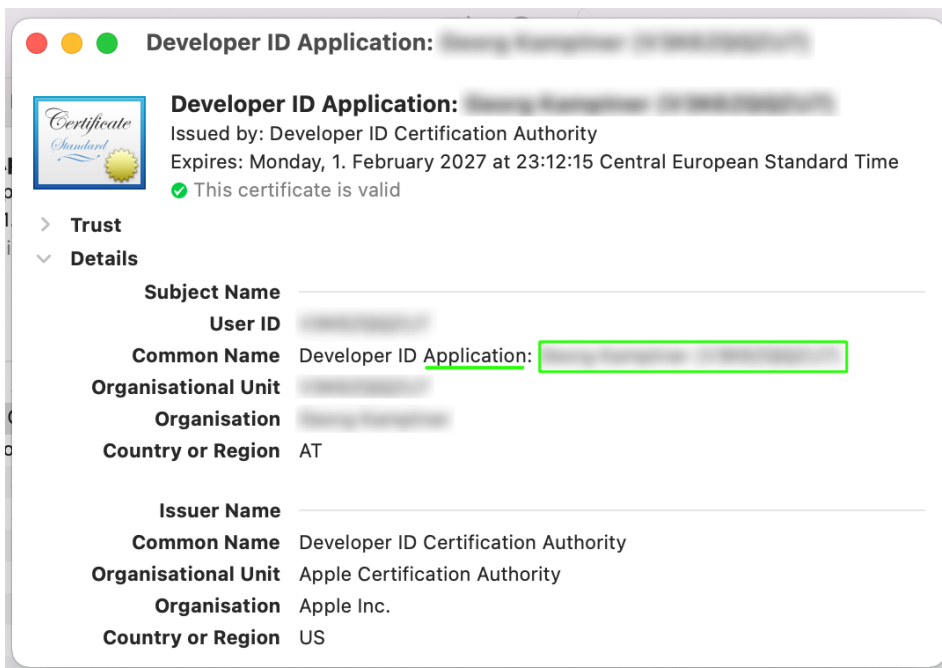 Developer ID Application:
Certificate
Standard
Developer ID Application:
Issued by: Developer ID Certification Authority
Expires: Monday, 1. February 2027 at 23:12:15 Central European Standard Time
This certificate is valid
Trust
Details
Subject Name
User ID
Common Name Developer ID Application:
Organisational Unit
Organisation
Country or Region AT
Issuer Name
Common Name Developer ID Certification Authority
Organisational Unit Apple Certification Authority
Organisation Apple Inc.
Country or Region US